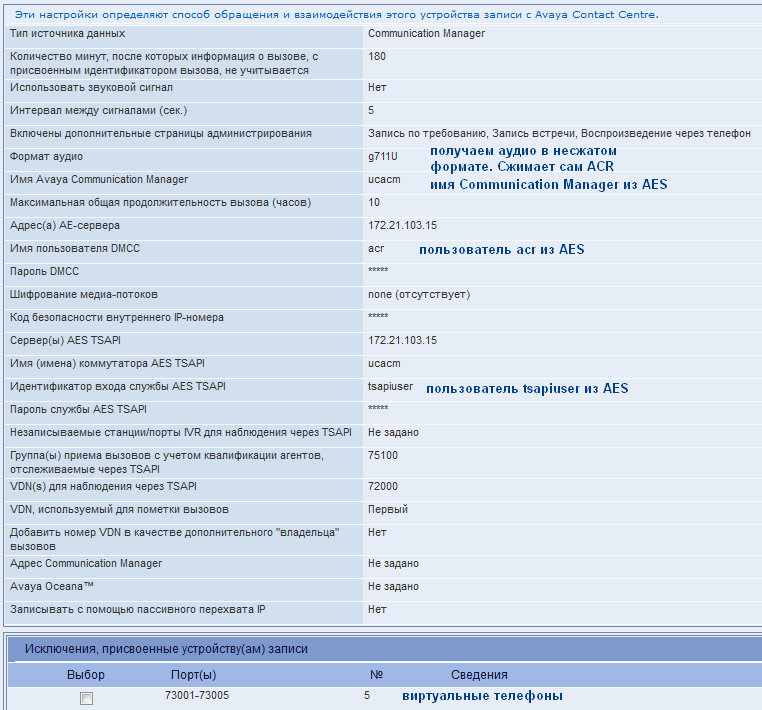 Эти настройки определяют способ обращения и взаимодействия этого устройства записи с Avaya Contact Centre.
Тип источника данных Communication Manager
Количество минут, после которых информация о вызове, с 180
присвоенным идентификатором вызова, не учитывается
Использовать звуковой сигнал Нет
Интервал между сигналами (сек.) 5
Включены дополнительные страницы администрирования Запись по требованию, Запись встречи, Воспроизведение через телефон
Формат аудио g711U получаем аудио в несжатом
формате. Сжимает сам ACR
Имя Avaya Communication Manager ucacm имя Communication Manager из AES
Максимальная общая продолжительность вызова (часов) 10
Адрес(а) AE-сервера 172.21.103.15
Имя пользователя DMCC acr пользователь acr из AES
Пароль DMCC *****
Шифрование медиа-потоков none (отсутствует)
Код безопасности внутреннего IP-номера *****
Сервер(ы) AES TSAPI 172.21.103.15
Имя (имена) коммутатора AES TSAPI ucacm
Идентификатор входа службы AES TSAPI tsapiuser пользователь tsapiuser из AES
Пароль службы AES TSAPI *****
Незаписываемые станции/порты IVR для наблюдения через TSAPI Не задано
Группа(ы) приема вызовов с учетом квалификации агентов, 75100
отслеживаемые через TSAPI
VDN(s) для наблюдения через TSAPI 72000
VDN, используемый для пометки вызовов Первый
Добавить номер VDN в качестве дополнительного "владельца" Нет
вызовов
Адрес Communication Manager Не задано
Avaya Oceana™ Не задано
Записывать с помощью пассивного перехвата IP Нет
Исключения, присвоенные устройству(ам) записи
Выбор Порт(ы) № Сведения
73001-73005 5 виртуальные телефоны